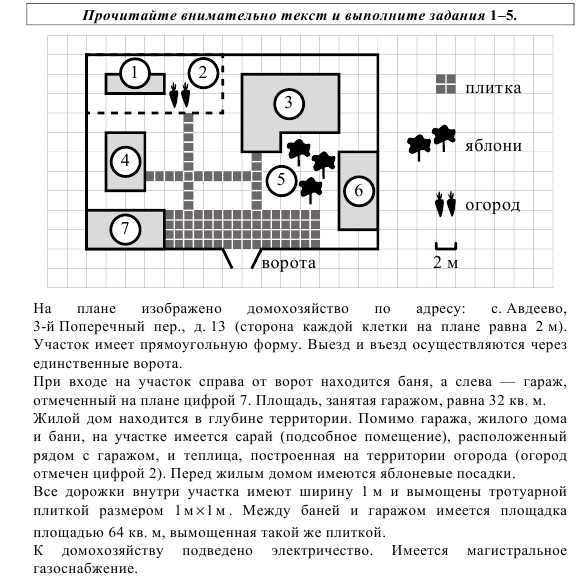 Прочитайте внимательно текст и выполните задания 1–5.
1
2
3
плитка
4
яблони
5
6
огород
7
ворота
2 м
На плане изображено домохозяйство по адресу: с. Авдеево,
3-й Поперечный пер., д. 13 (сторона каждой клетки на плане равна 2 м).
Участок имеет прямоугольную форму. Выезд и въезд осуществляются через
единственные ворота.
При входе на участок справа от ворот находится баня, а слева — гараж,
отмеченный на плане цифрой 7. Площадь, занятая гаражом, равна 32 кв. м.
Жилой дом находится в глубине территории. Помимо гаража, жилого дома
и бани, на участке имеется сарай (подсобное помещение), расположенный
рядом с гаражом, и теплица, построенная на территории огорода (огород
отмечен цифрой 2). Перед жилым домом имеются яблоневые посадки.
Все дорожки внутри участка имеют ширину 1 м и вымощены тротуарной
плиткой размером 1 м × 1 м. Между баней и гаражом имеется площадка
площадью 64 кв. м, вымощенная такой же плиткой.
К домохозяйству подведено электричество. Имеется магистральное
газоснабжение.